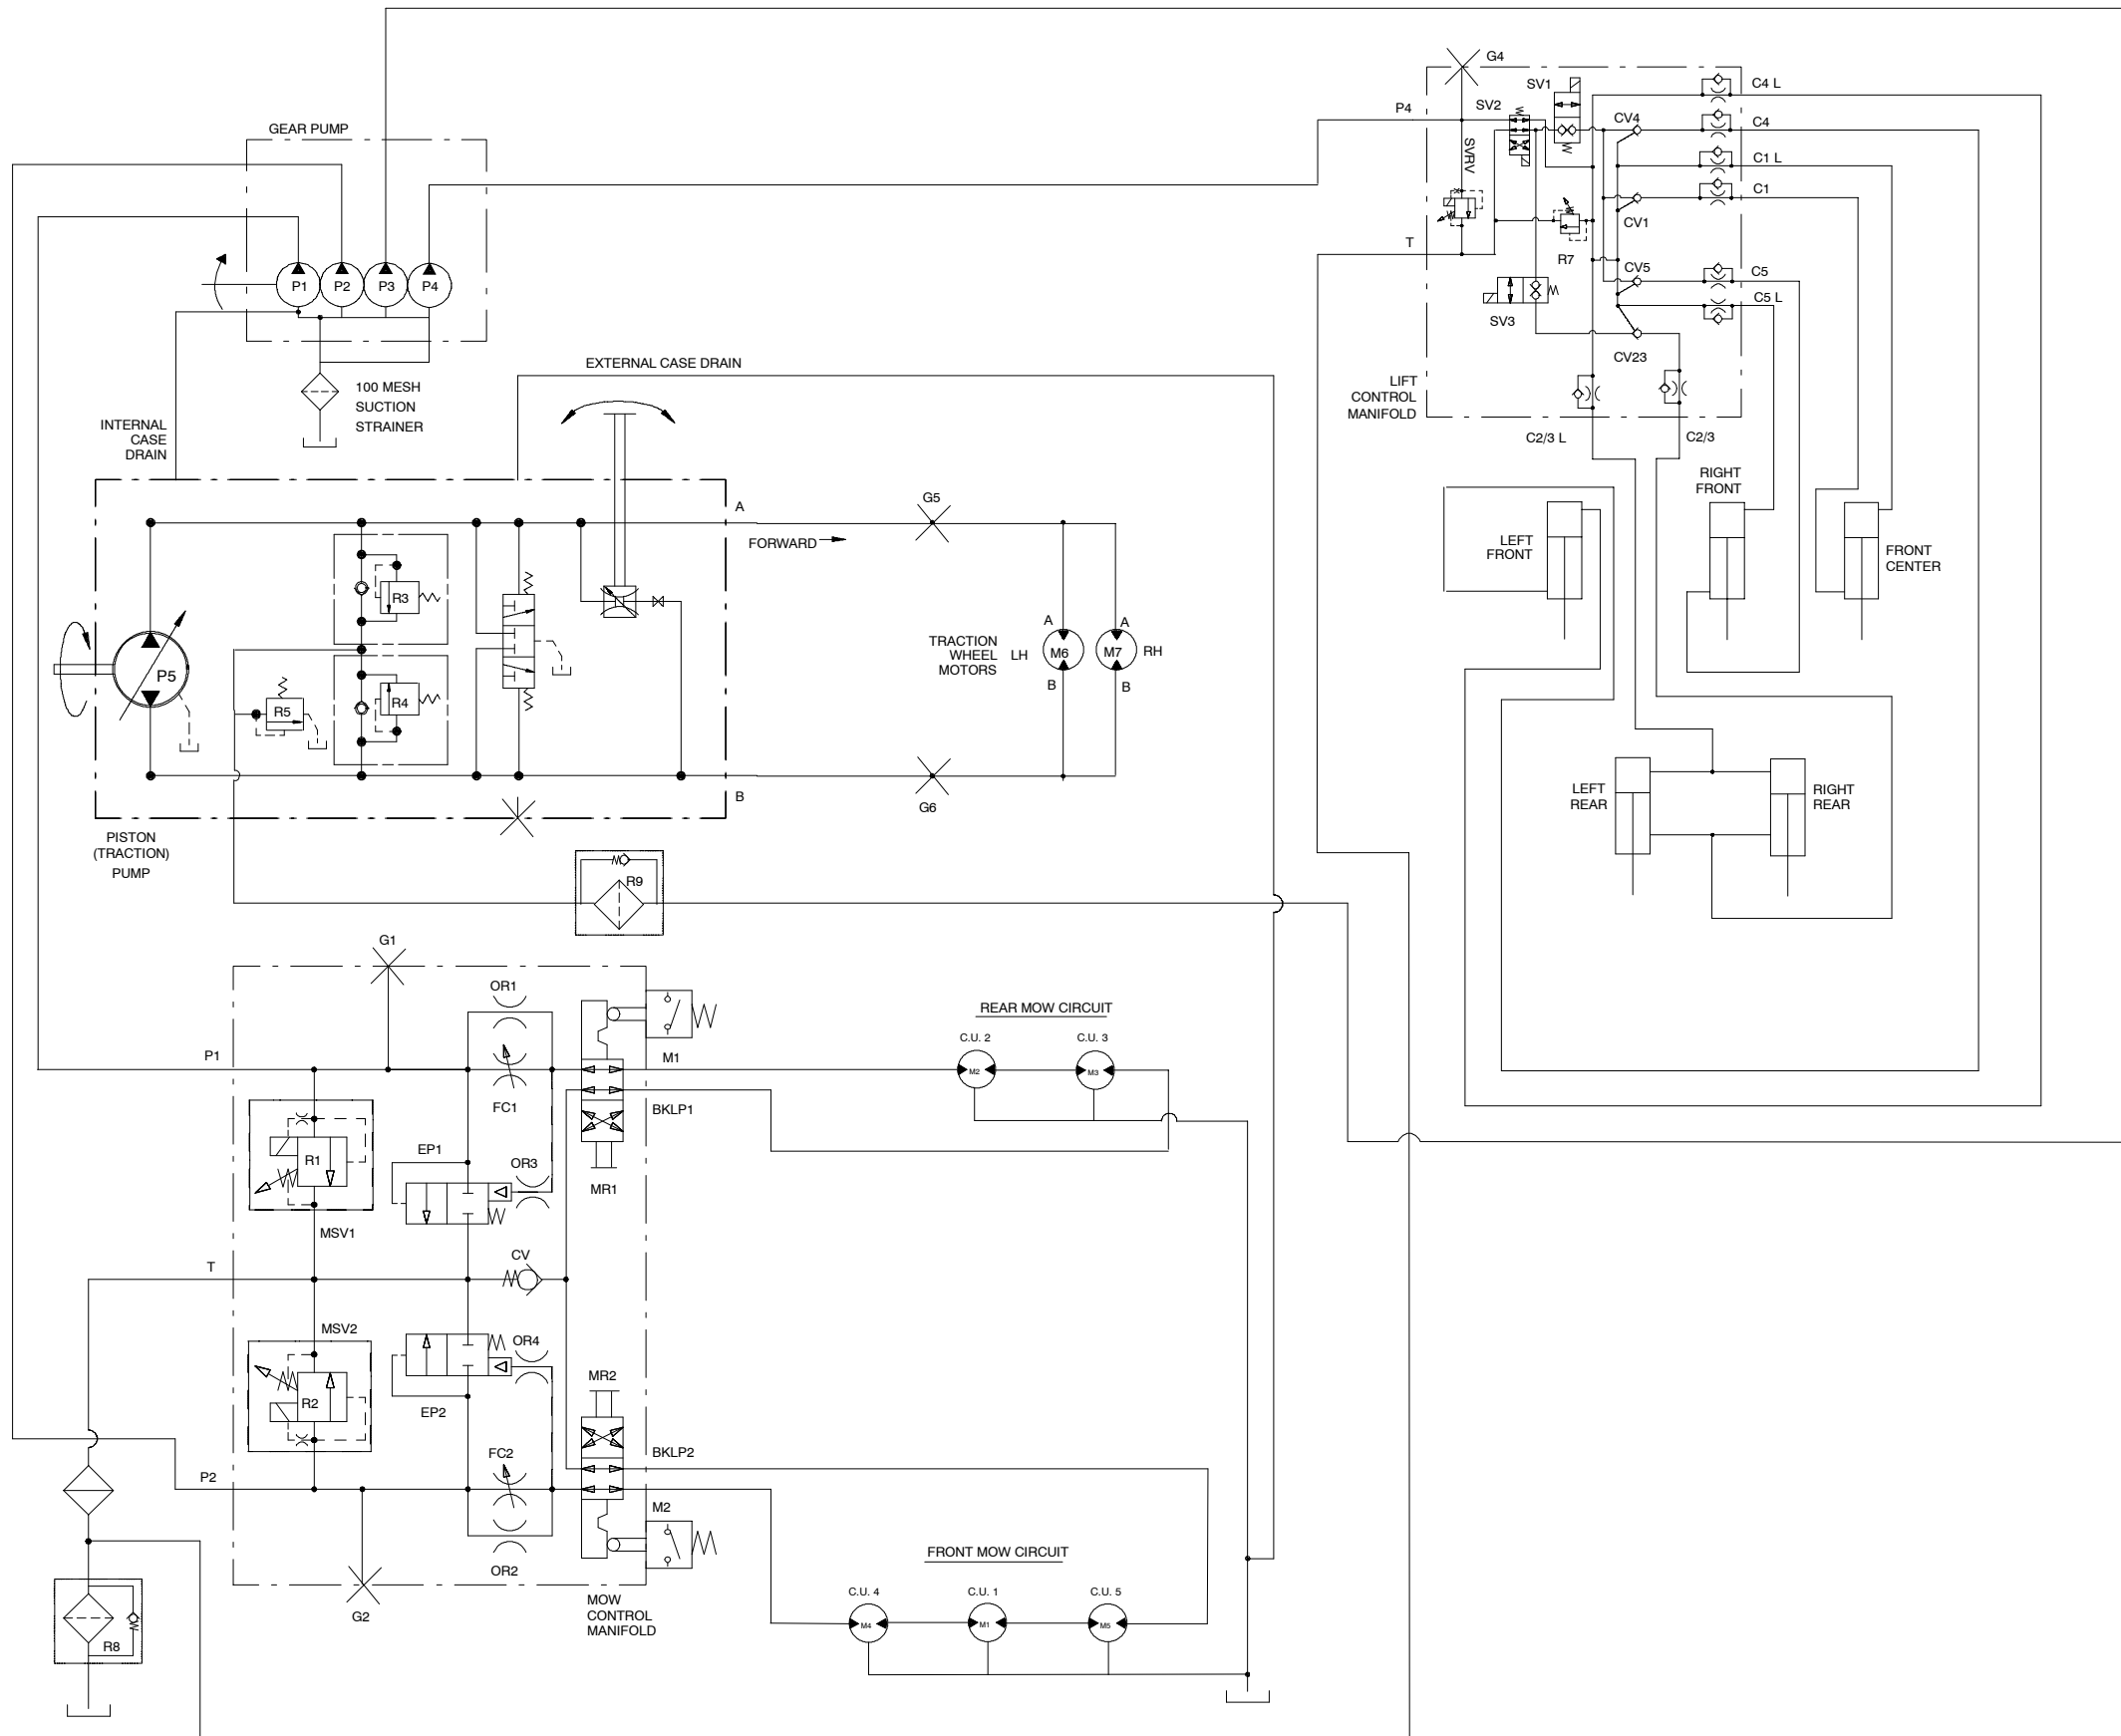 GEAR PUMP
P1
P2
P3
P4
100 MESH
SUCTION
STRAINER
INTERNAL
CASE
DRAIN
EXTERNAL CASE DRAIN
G4
P4
T
SV1
SV2
SVRV
R7
SV3
CV4
CV1
CV5
CV23
C4 L
C4
C1 L
C1
C5
C5 L
LIFT
CONTROL
MANIFOLD
C2/3 L
C2/3
LEFT
FRONT
RIGHT
FRONT
FRONT
CENTER
LEFT
REAR
RIGHT
REAR
P5
R3
R4
R5
A
B
FORWARD
G5
G6
TRACTION
WHEEL
MOTORS
LH
RH
A
A
M6
M7
B
B
PISTON
(TRACTION)
PUMP
R9
G1
P1
OR1
FC1
M1
BKLP1
MR1
R1
MSV1
EP1
OR3
T
CV
MSV2
R2
EP2
OR4
MR2
FC2
BKLP2
P2
M2
OR2
G2
R8
MOW
CONTROL
MANIFOLD
REAR MOW CIRCUIT
C.U. 2
C.U. 3
M2
M3
FRONT MOW CIRCUIT
C.U. 4
C.U. 1
C.U. 5
M4
M1
M5